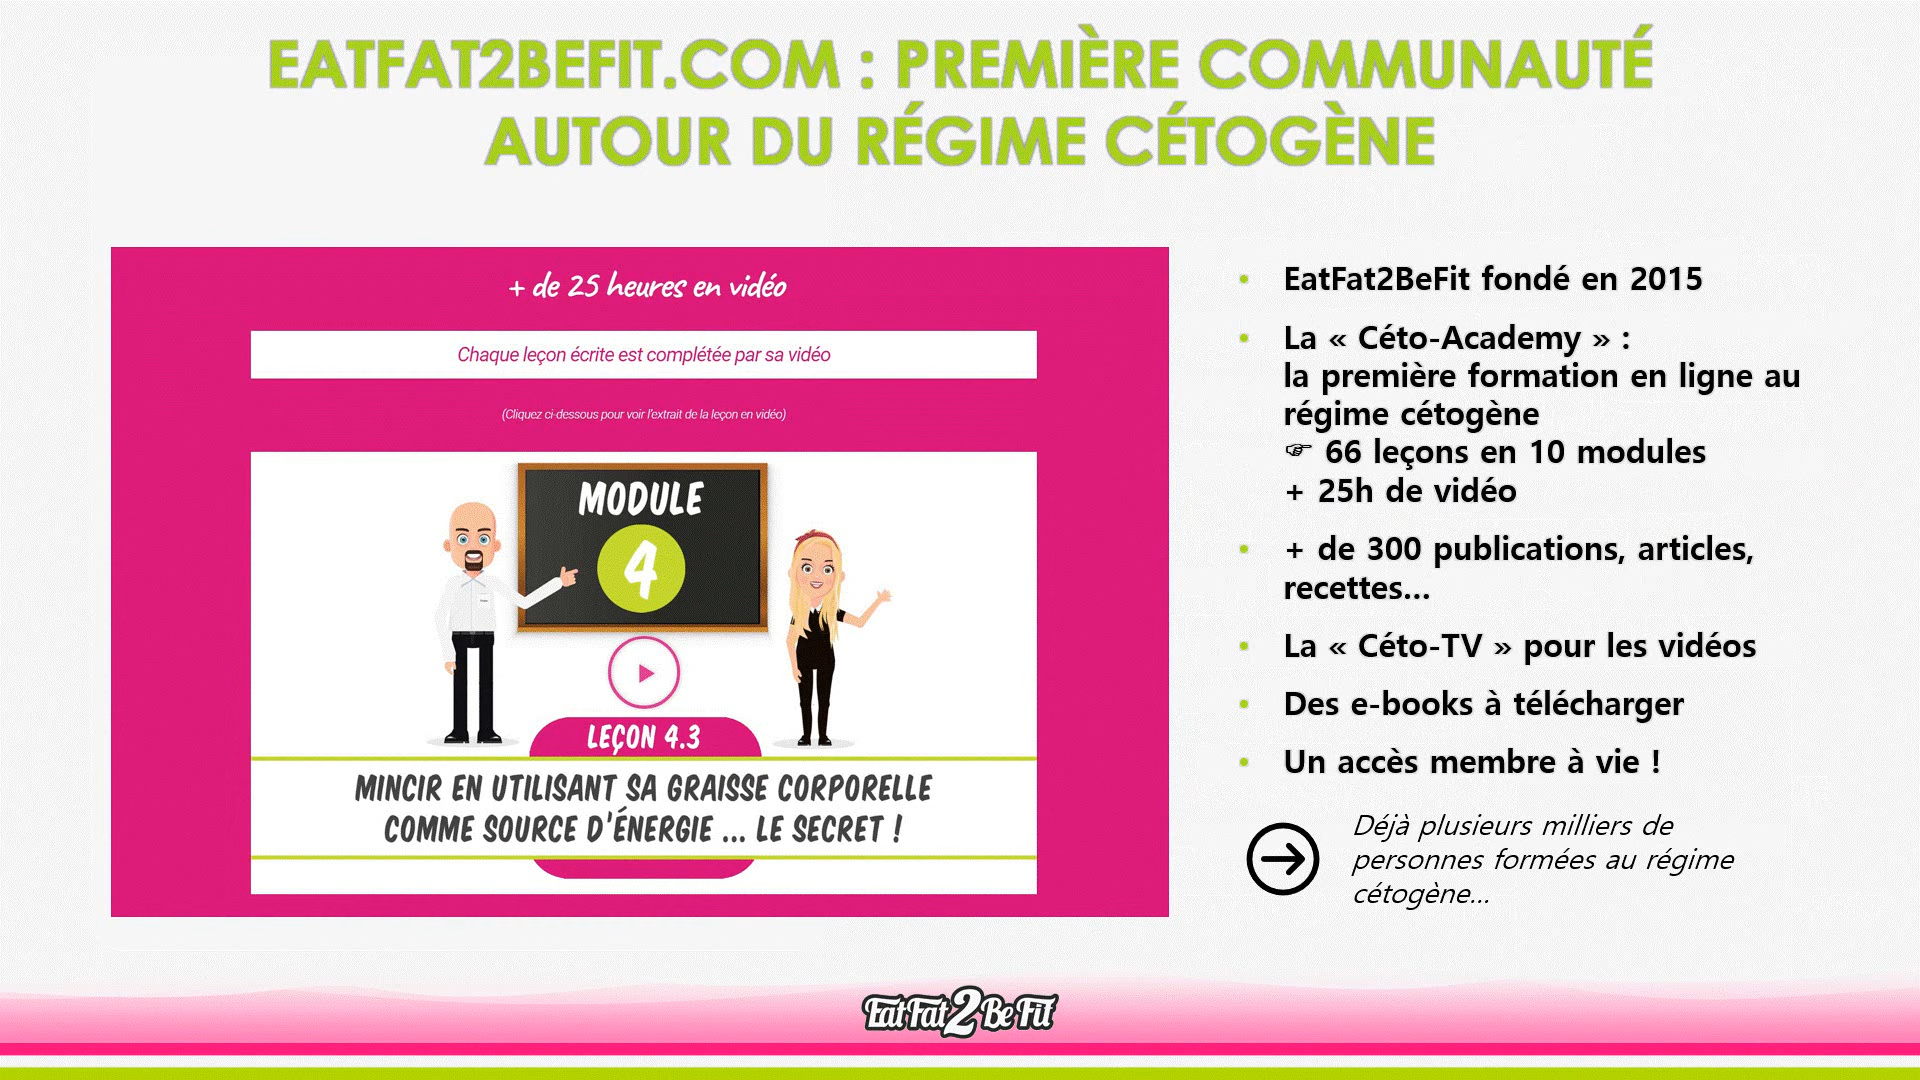 EATFAT2BEFIT.COM : PREMIÈRE COMMUNAUTÉ
AUTOUR DU RÉGIME CÉTOGÈNE
+ de 25 heures en vidéo
Chaque leçon écrite est complétée par sa vidéo
(Cliquez ci-dessous pour voir l'extrait de la leçon en vidéo)
MODULE
4
LEÇON 4.3
MINCIR EN UTILISANT SA GRAISSE CORPORELLE
COMME SOURCE D'ÉNERGIE ... LE SECRET !
• EatFat2BeFit fondé en 2015
• La « Céto-Academy » :
la première formation en ligne au
régime cétogène
☞ 66 leçons en 10 modules
+ 25h de vidéo
• + de 300 publications, articles,
recettes…
• La « Céto-TV » pour les vidéos
• Des e-books à télécharger
• Un accès membre à vie !
Déjà plusieurs milliers de
personnes formées au régime
cétogène…
EatFat2BeFit